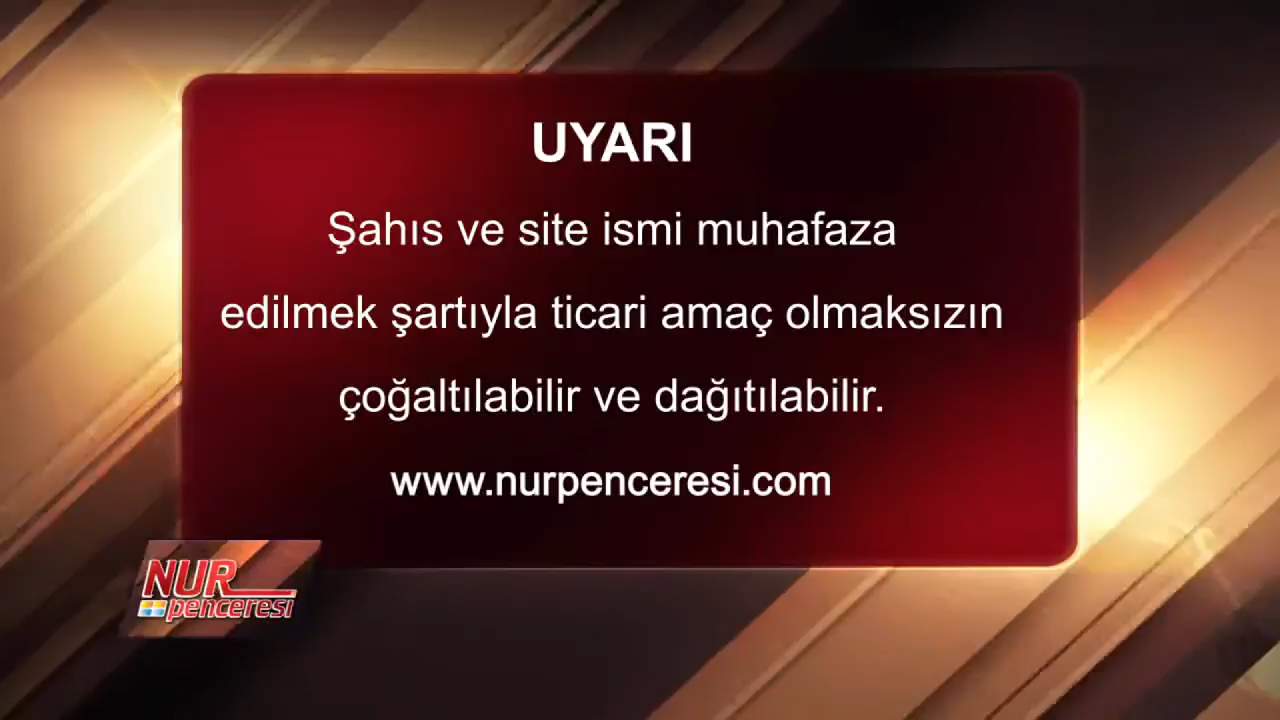 UYARI
Şahıs ve site ismi muhafaza
edilmek şartıyla ticari amaç olmaksızın
çoğaltılabilir ve dağıtılabilir.
www.nurpenceresi.com
NUR
penceresi